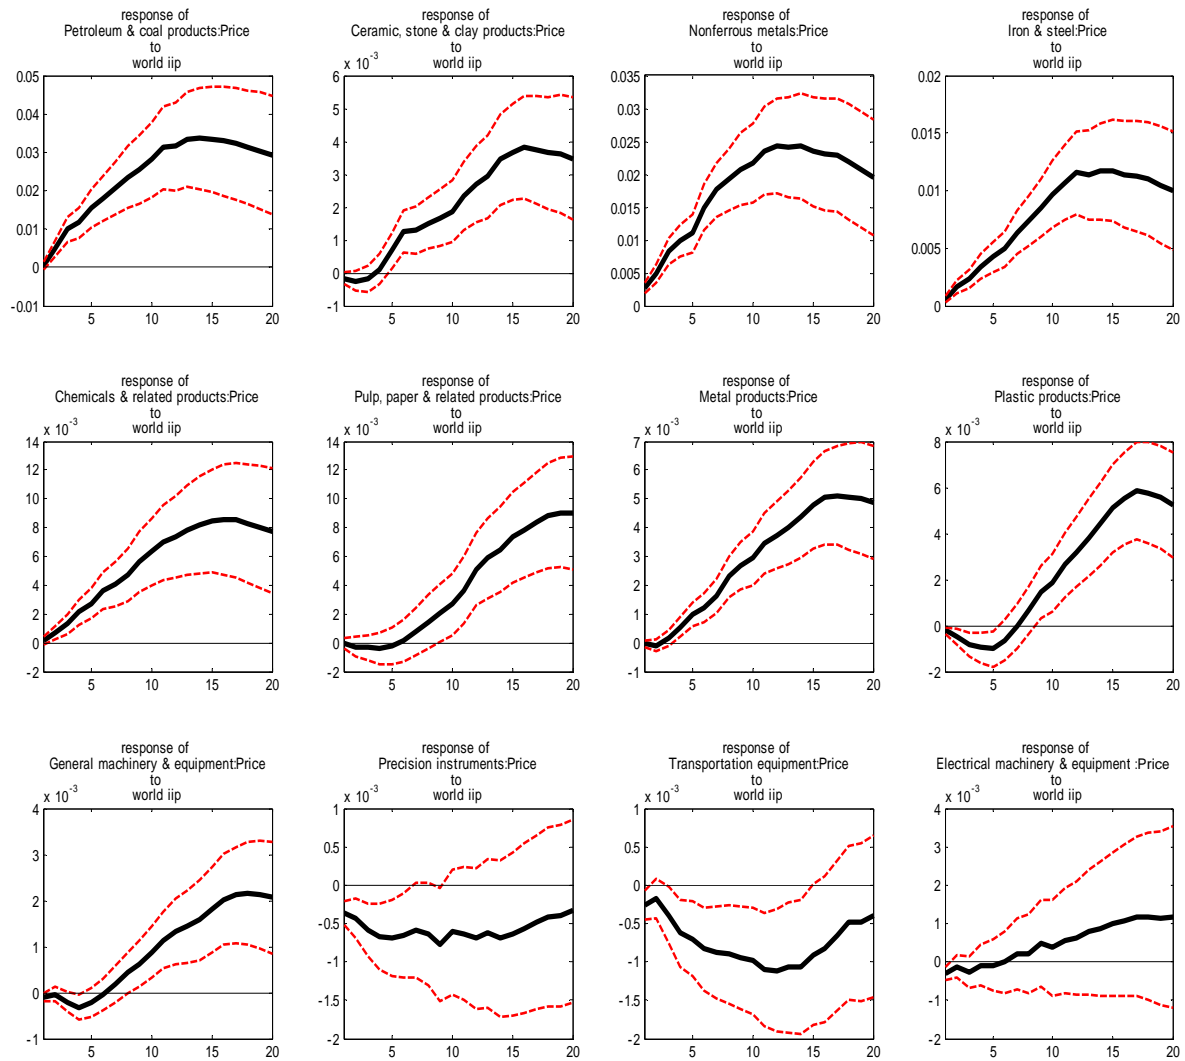 response of
Petroleum & coal products:Price
to
world iip
0.05
0.04
0.03
0.02
0.01
0
-0.01
5 10 15 20
response of
Ceramic, stone & clay products:Price
to
world iip
x 10-3
6
5
4
3
2
1
0
-1
5 10 15 20
response of
Nonferrous metals:Price
to
world iip
0.035
0.03
0.025
0.02
0.015
0.01
0.005
0
5 10 15 20
response of
Iron & steel:Price
to
world iip
0.02
0.015
0.01
0.005
0
5 10 15 20
response of
Chemicals & related products:Price
to
world iip
x 10-3
14
12
10
8
6
4
2
0
-2
5 10 15 20
response of
Pulp, paper & related products:Price
to
world iip
x 10-3
14
12
10
8
6
4
2
0
-2
5 10 15 20
response of
Metal products:Price
to
world iip
x 10-3
7
6
5
4
3
2
1
0
-1
5 10 15 20
response of
Plastic products:Price
to
world iip
x 10-3
8
6
4
2
0
-2
5 10 15 20
response of
General machinery & equipment:Price
to
world iip
x 10-3
4
3
2
1
0
-1
5 10 15 20
response of
Precision instruments:Price
to
world iip
x 10-3
1
0.5
0
-0.5
-1
-1.5
-2
5 10 15 20
response of
Transportation equipment:Price
to
world iip
x 10-3
1
0.5
0
-0.5
-1
-1.5
-2
5 10 15 20
response of
Electrical machinery & equipment :Price
to
world iip
x 10-3
4
3
2
1
0
-1
-2
5 10 15 20